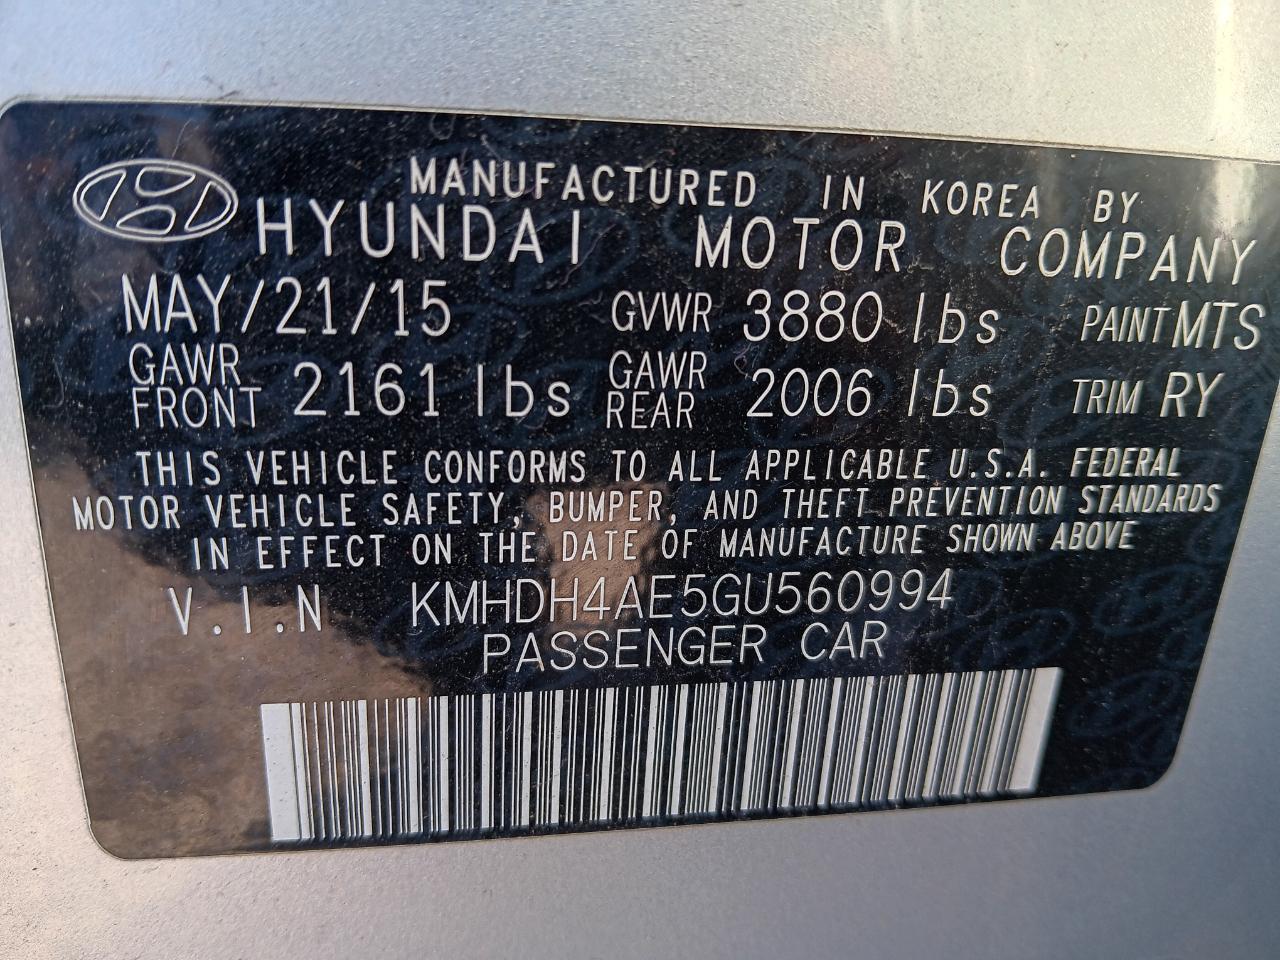 MANUFACTURED IN KOREA BY
HYUNDAI MOTOR COMPANY
MAY/21/15 GVWR 3880 lbs PAINT MTS
GAWR FRONT 2161 lbs GAWR REAR 2006 lbs TRIM RY
THIS VEHICLE CONFORMS TO ALL APPLICABLE U.S.A. FEDERAL
MOTOR VEHICLE SAFETY, BUMPER, AND THEFT PREVENTION STANDARDS
IN EFFECT ON THE DATE OF MANUFACTURE SHOWN ABOVE
V.I.N KMHDH4AE5GU560994
PASSENGER CAR